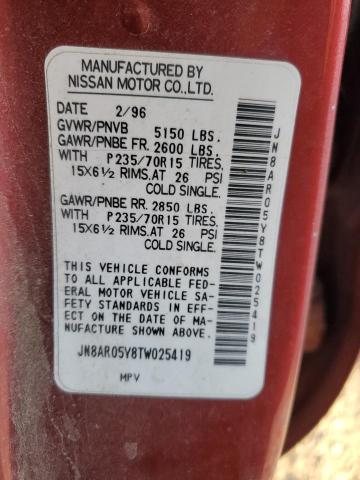 MANUFACTURED BY
NISSAN MOTOR CO.,LTD.
DATE 2/96
GVWR/PNVB 5150 LBS.
GAWR/PNBE FR. 2600 LBS.
WITH P235/70R15 TIRES,
15X6½ RIMS,AT 26 PSI
COLD SINGLE.
GAWR/PNBE RR. 2850 LBS.
WITH P235/70R15 TIRES,
15X6½ RIMS.AT 26 PSI
COLD SINGLE.
THIS VEHICLE CONFORMS
TO ALL APPLICABLE FED-
ERAL MOTOR VEHICLE SA-
FETY STANDARDS IN EFF-
ECT ON THE DATE OF MA-
NUFACTURE SHOWN ABOVE.
JN8AR05Y8TW025419
MPV
JN8AR05Y8TW025419